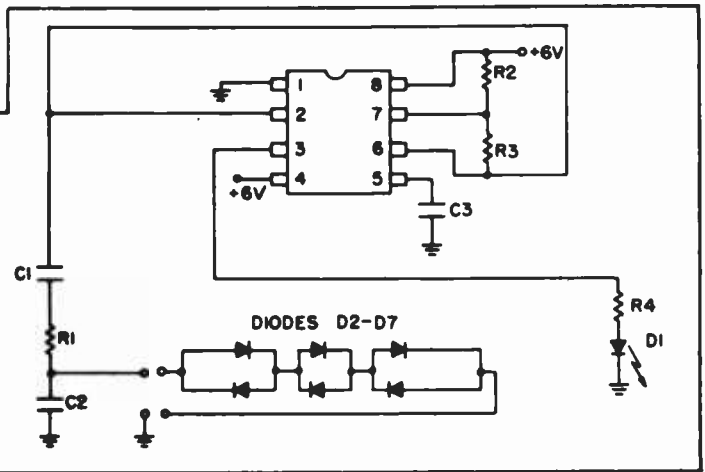 +6V
R2
1 8
2 7
3 6
R3
4 5
+6V
C3
C1
R4
DIODES D2-D7
R1
D1
C2